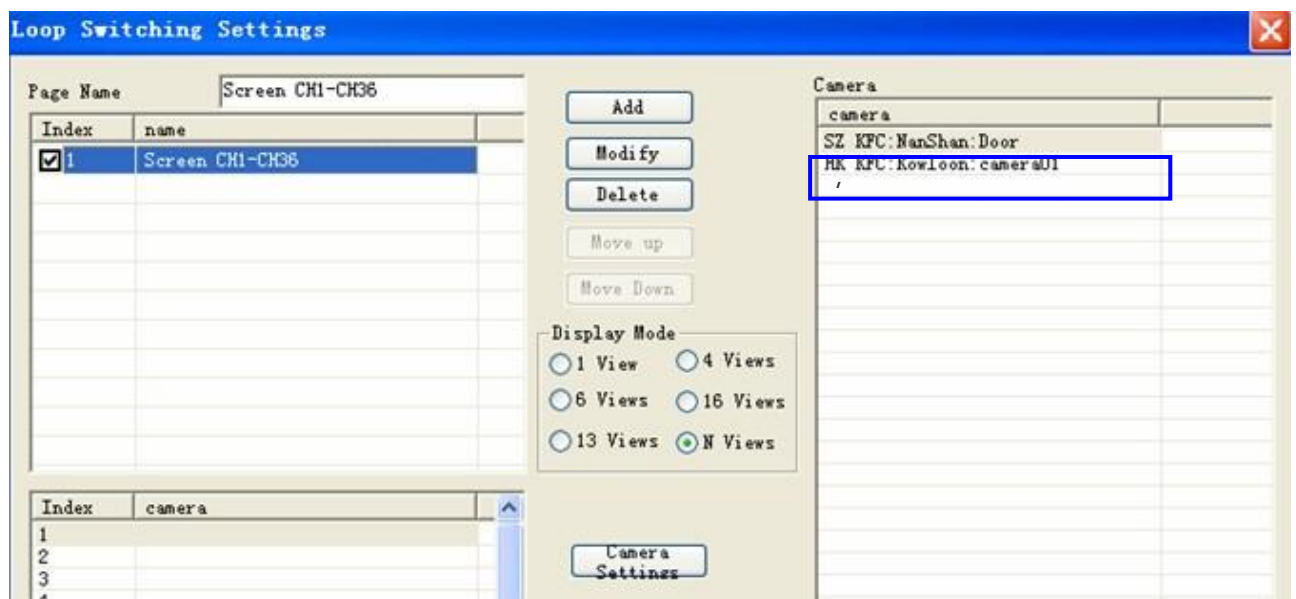 Loop Switching Settings
Page Name
Screen CH1-CH36
Index name
1 Screen CH1-CH36
Add
Modify
Delete
Move up
Move Down
Display Mode
1 View 4 Views
6 Views 16 Views
13 Views N Views
Camera
camera
SZ KFC:NanShan:Door
HK KFC:Kowloon:camera01
,
Index camera
1
2
3
Camera
Settings